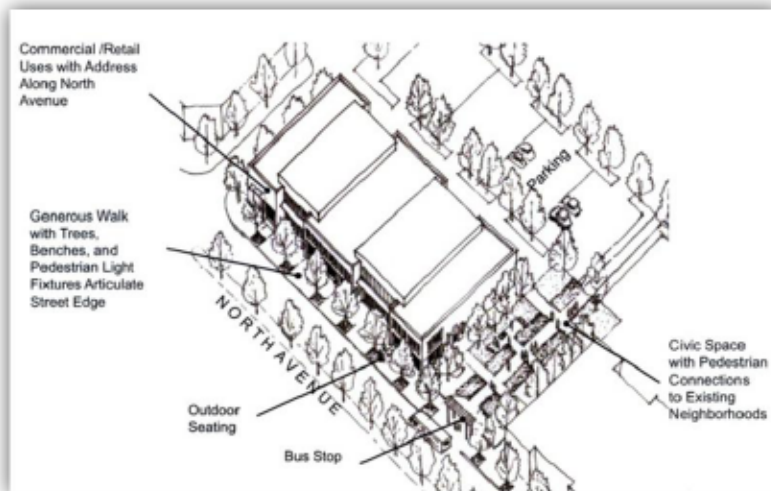 Commercial /Retail
Uses with Address
Along North
Avenue
Parking
Generous Walk
with Trees,
Benches, and
Pedestrian Light
Fixtures Articulate
Street Edge
NORTH AVENUE
Civic Space
with Pedestrian
Connections
to Existing
Neighborhoods
Outdoor
Seating
Bus Stop